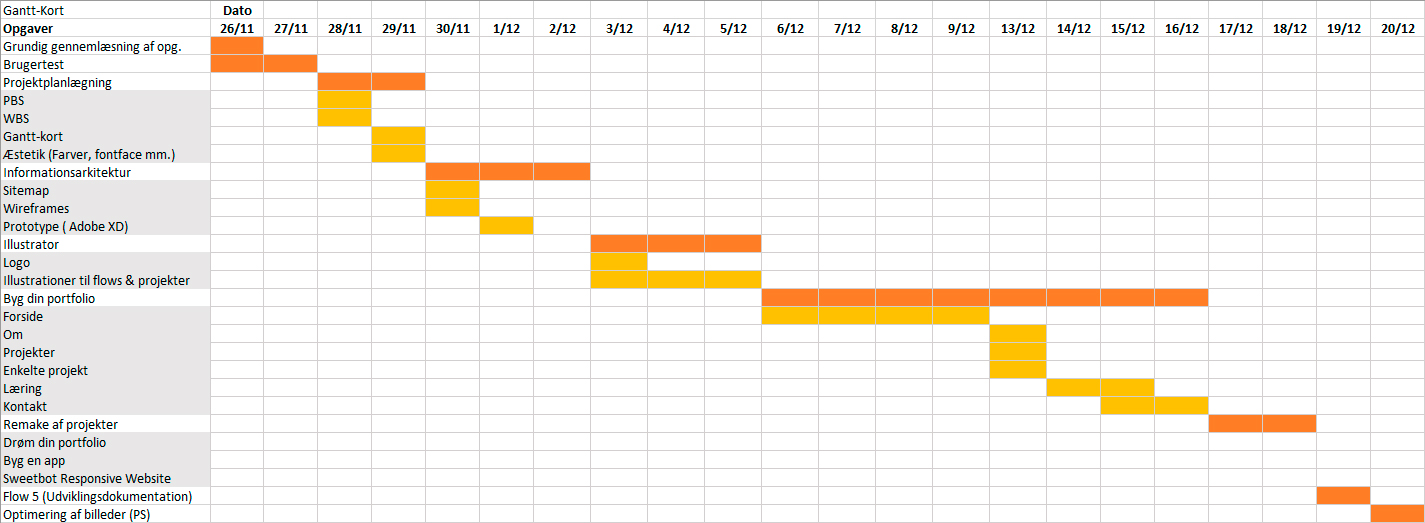 Gantt-Kort Dato
Opgaver 26/11 27/11 28/11 29/11 30/11 1/12 2/12 3/12 4/12 5/12 6/12 7/12 8/12 9/12 13/12 14/12 15/12 16/12 17/12 18/12 19/12 20/12
Grundig gennemlæsning af opg.
Brugertest
Projektplanlægning
PBS
WBS
Gantt-kort
Æstetik (Farver, fontface mm.)
Informationsarkitektur
Sitemap
Wireframes
Prototype ( Adobe XD)
Illustrator
Logo
Illustrationer til flows & projekter
Byg din portfolio
Forside
Om
Projekter
Enkelte projekt
Læring
Kontakt
Remake af projekter
Drøm din portfolio
Byg en app
Sweetbot Responsive Website
Flow 5 (Udviklingsdokumentation)
Optimering af billeder (PS)